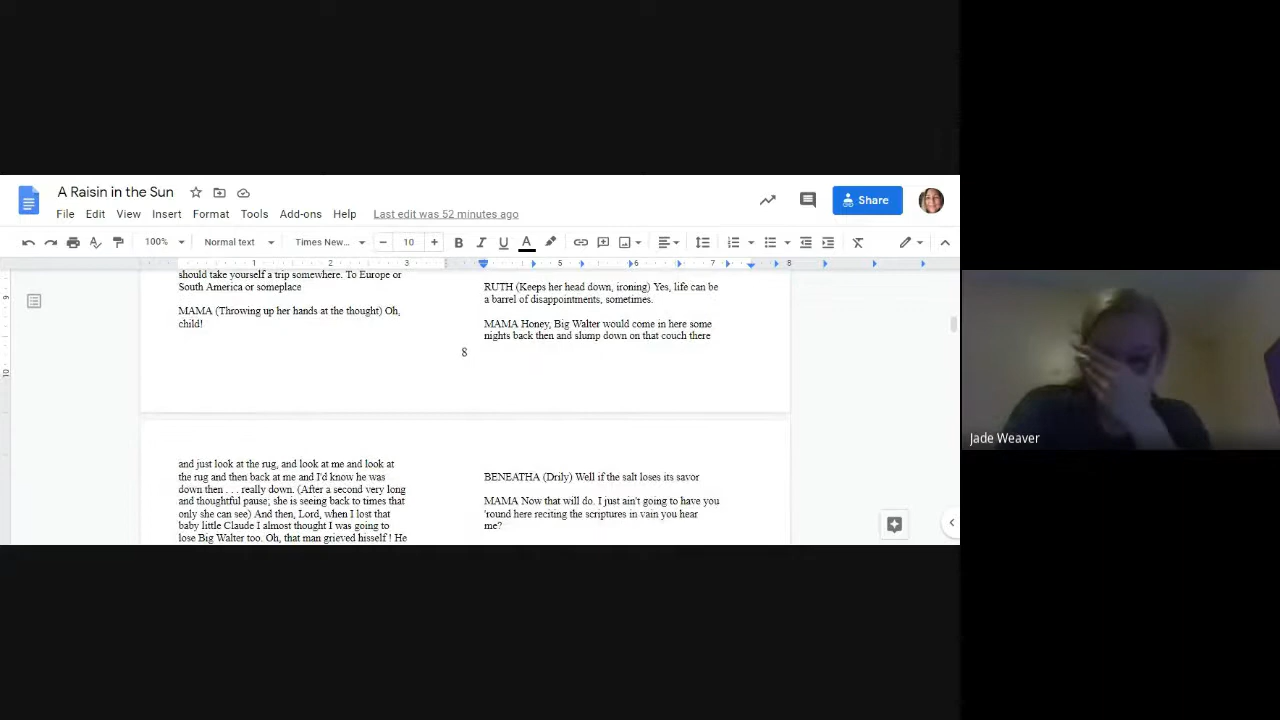 A Raisin in the Sun
File Edit View Insert Format Tools Add-ons Help Last edit was 52 minutes ago
Share
100% Normal text Times New... 10 B I U A
1 2 3 5 6 7 8
9
10
should take yourself a trip somewhere. To Europe or
South America or someplace
MAMA (Throwing up her hands at the thought) Oh,
child!
RUTH (Keeps her head down, ironing) Yes, life can be
a barrel of disappointments, sometimes.
MAMA Honey, Big Walter would come in here some
nights back then and slump down on that couch there
8
and just look at the rug, and look at me and look at
the rug and then back at me and I'd know he was
down then . . . really down. (After a second very long
and thoughtful pause; she is seeing back to times that
only she can see) And then, Lord, when I lost that
baby little Claude I almost thought I was going to
lose Big Walter too. Oh, that man grieved hisself ! He
BENEATHA (Drily) Well if the salt loses its savor
MAMA Now that will do. I just ain't going to have you
'round here reciting the scriptures in vain you hear
me?
Jade Weaver